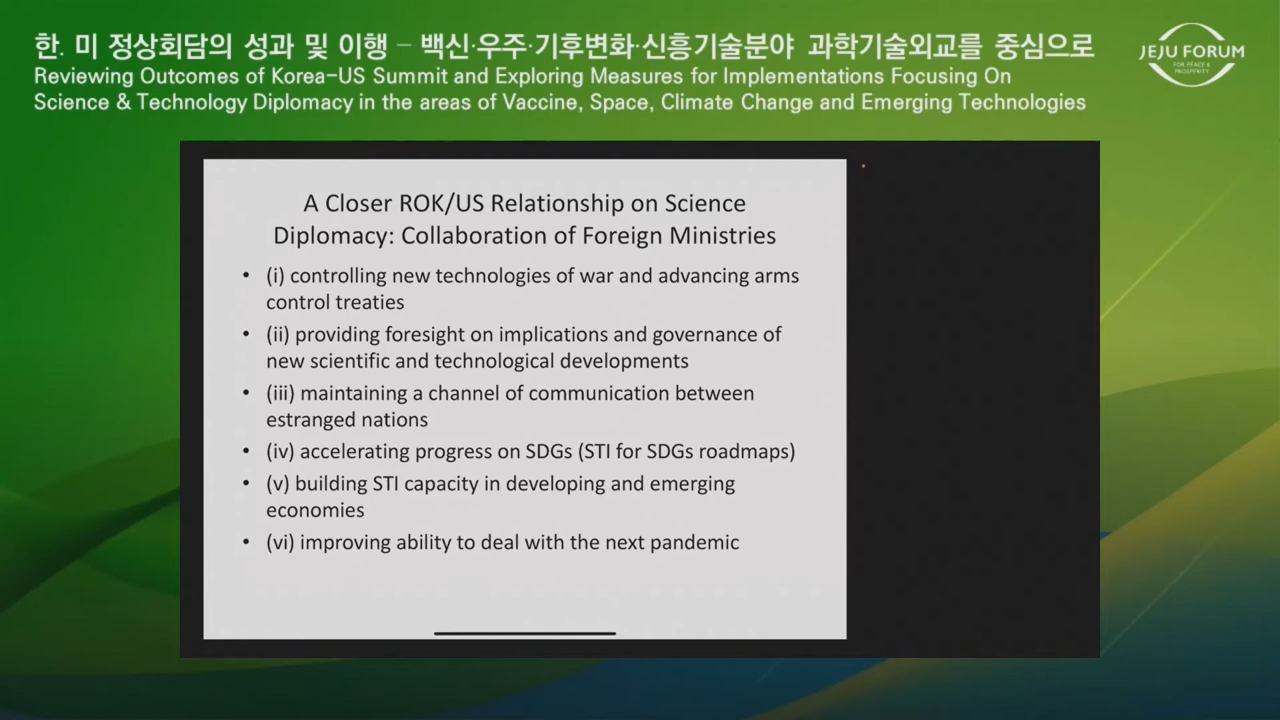 한. 미 정상회담의 성과 및 이행 – 백신·우주·기후변화·신흥기술분야 과학기술외교를 중심으로
Reviewing Outcomes of Korea-US Summit and Exploring Measures for Implementations Focusing On
Science & Technology Diplomacy in the areas of Vaccine, Space, Climate Change and Emerging Technologies
JEJU FORUM
FOR PEACE &
PROSPERITY
A Closer ROK/US Relationship on Science
Diplomacy: Collaboration of Foreign Ministries
• (i) controlling new technologies of war and advancing arms
control treaties
• (ii) providing foresight on implications and governance of
new scientific and technological developments
• (iii) maintaining a channel of communication between
estranged nations
• (iv) accelerating progress on SDGs (STI for SDGs roadmaps)
• (v) building STI capacity in developing and emerging
economies
• (vi) improving ability to deal with the next pandemic